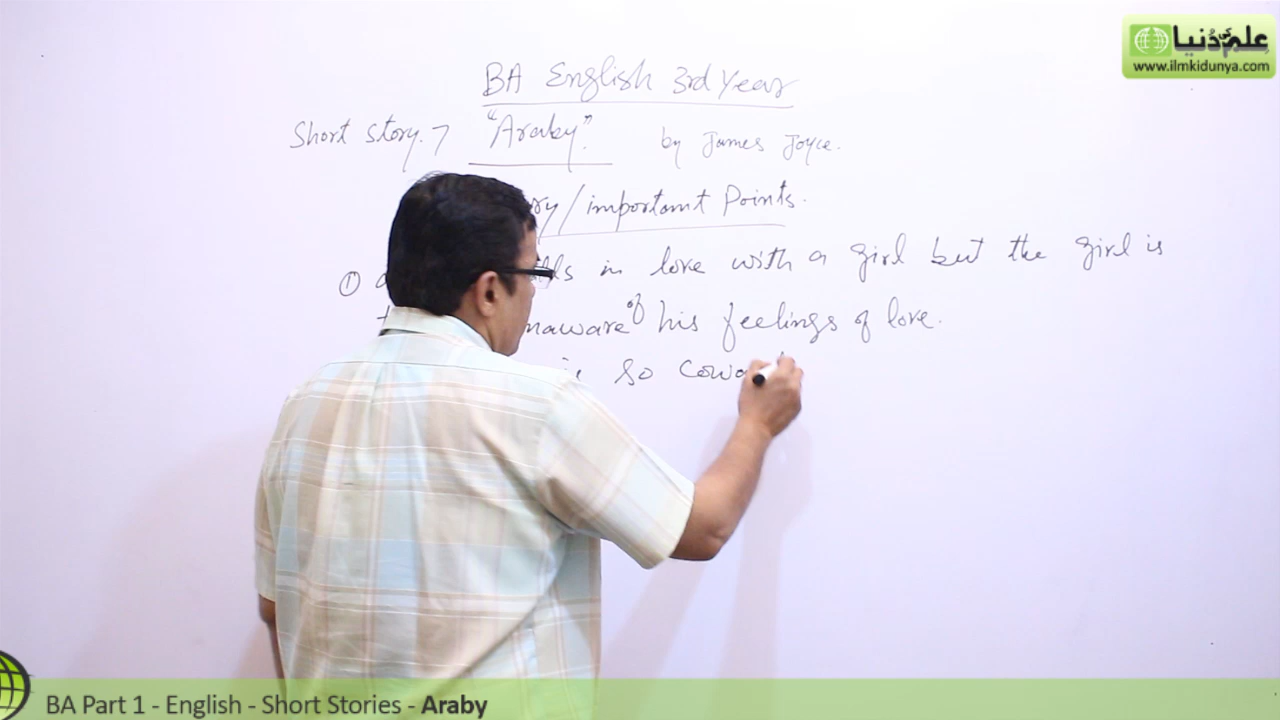 علم کی دُنیا
www.ilmkidunya.com
BA English 3rd Year
Short story. 7 "Araby" by James Joyce.
/important Points.
① in love with a girl but the girl is
of his feelings of love.
so
BA Part 1 - English - Short Stories - Araby